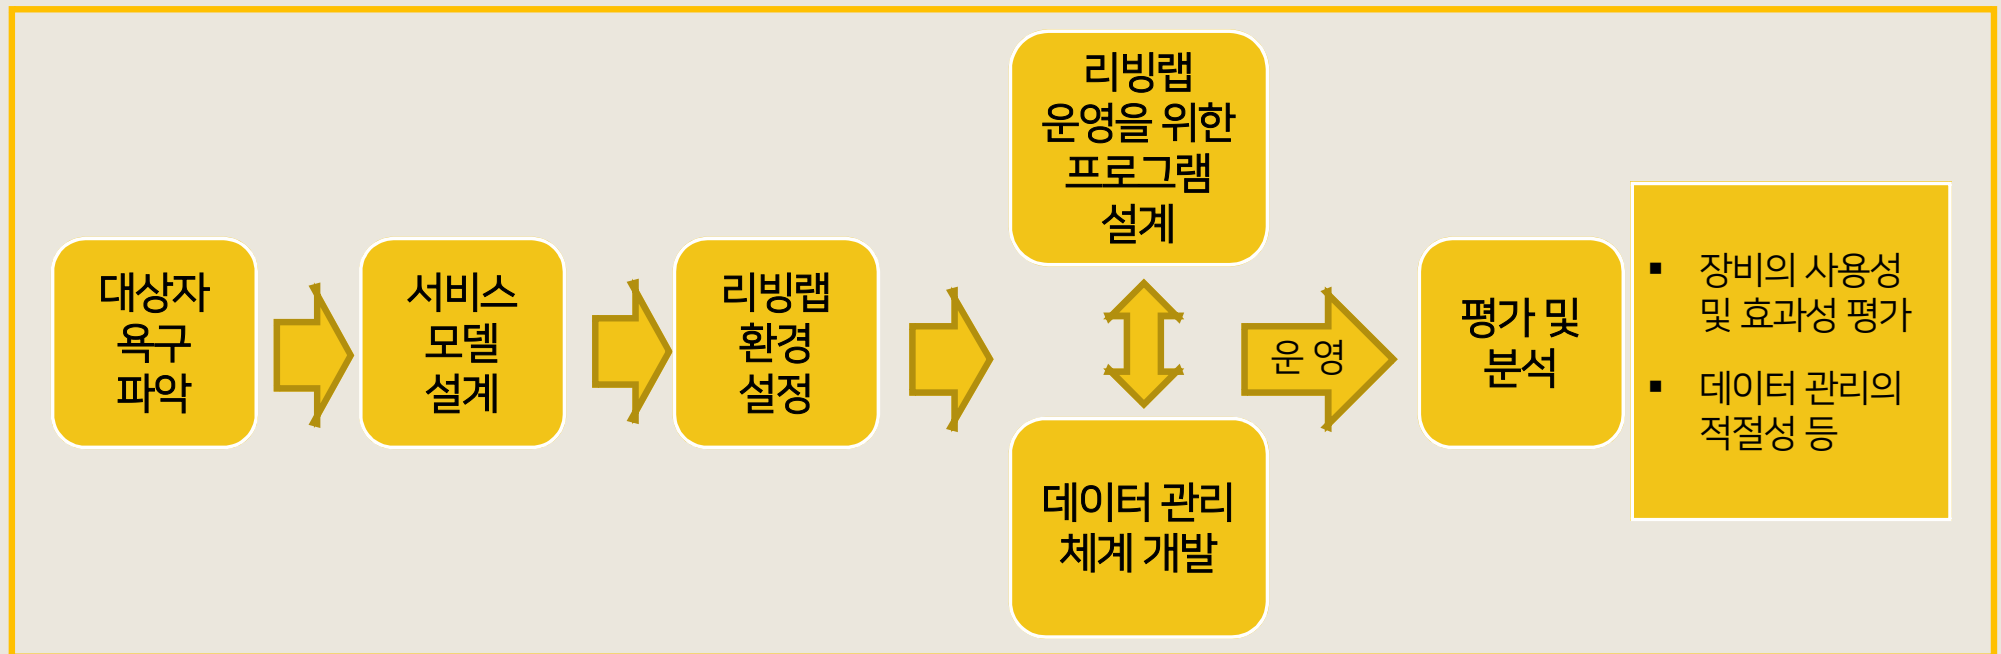 대상자
욕구
파악
서비스
모델
설계
리빙랩
환경
설정
리빙랩
운영을 위한
프로그램
설계
데이터 관리
체계 개발
운 영
평가 및
분석
▪ 장비의 사용성
및 효과성 평가
▪ 데이터 관리의
적절성 등